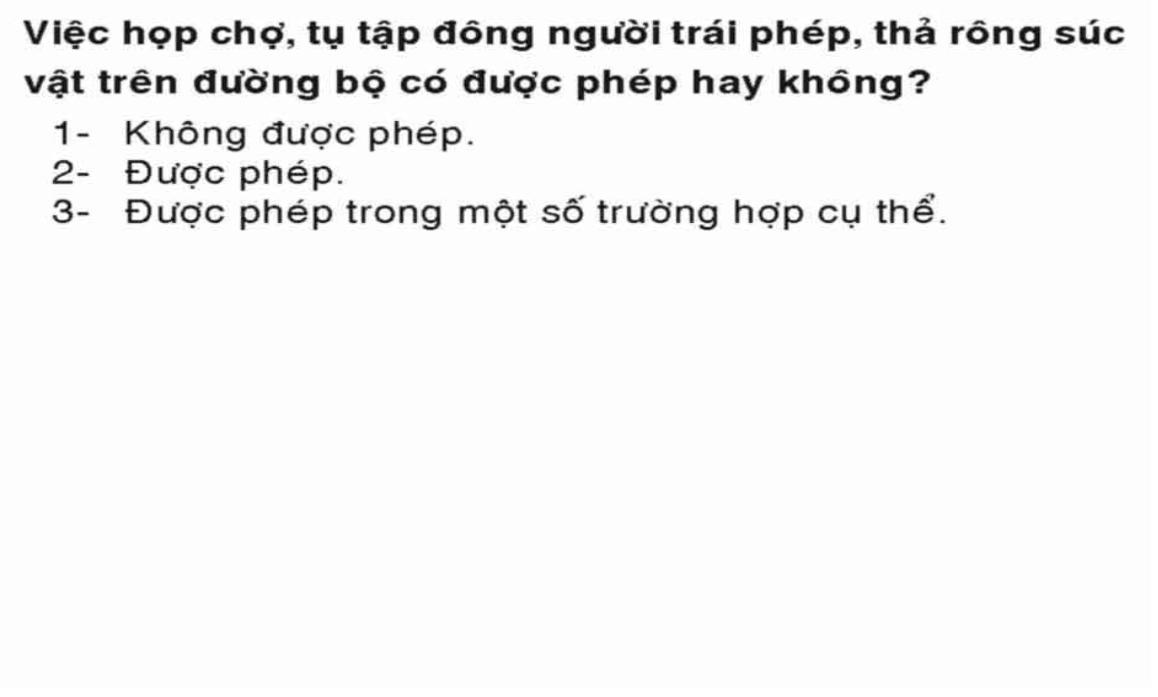 Việc họp chợ, tụ tập đông người trái phép, thả rông súc
vật trên đường bộ có được phép hay không?
1- Không được phép.
2- Được phép.
3- Được phép trong một số trường hợp cụ thể.